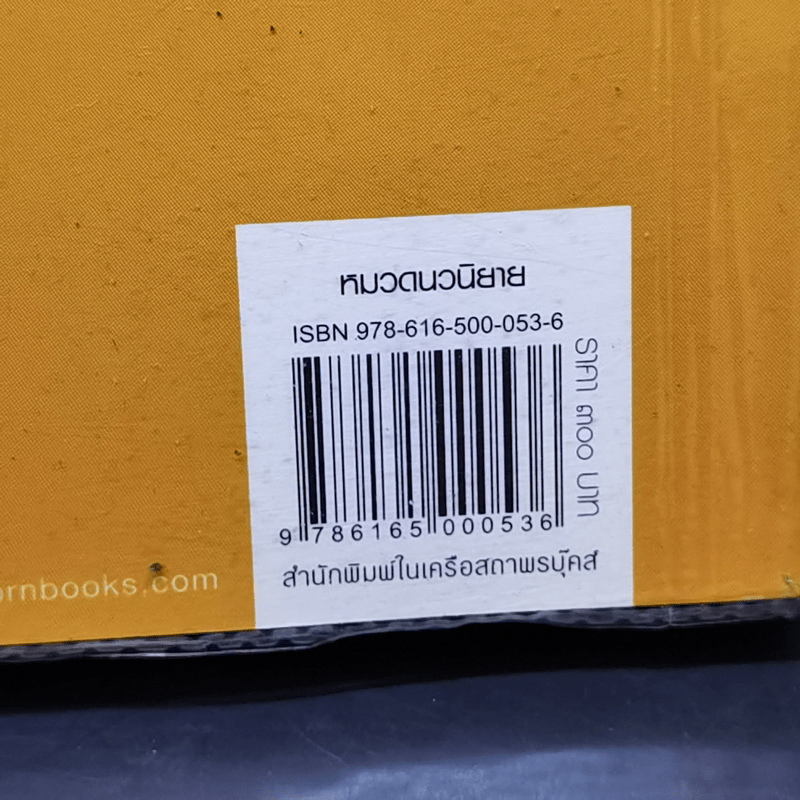 หมวดนวนิยาย
ISBN 978-616-500-053-6
ราคา ๓๐๐ บาท
9 786165 000536
สำนักพิมพ์ในเครือสถาพรบุ๊คส์
ornbooks.com